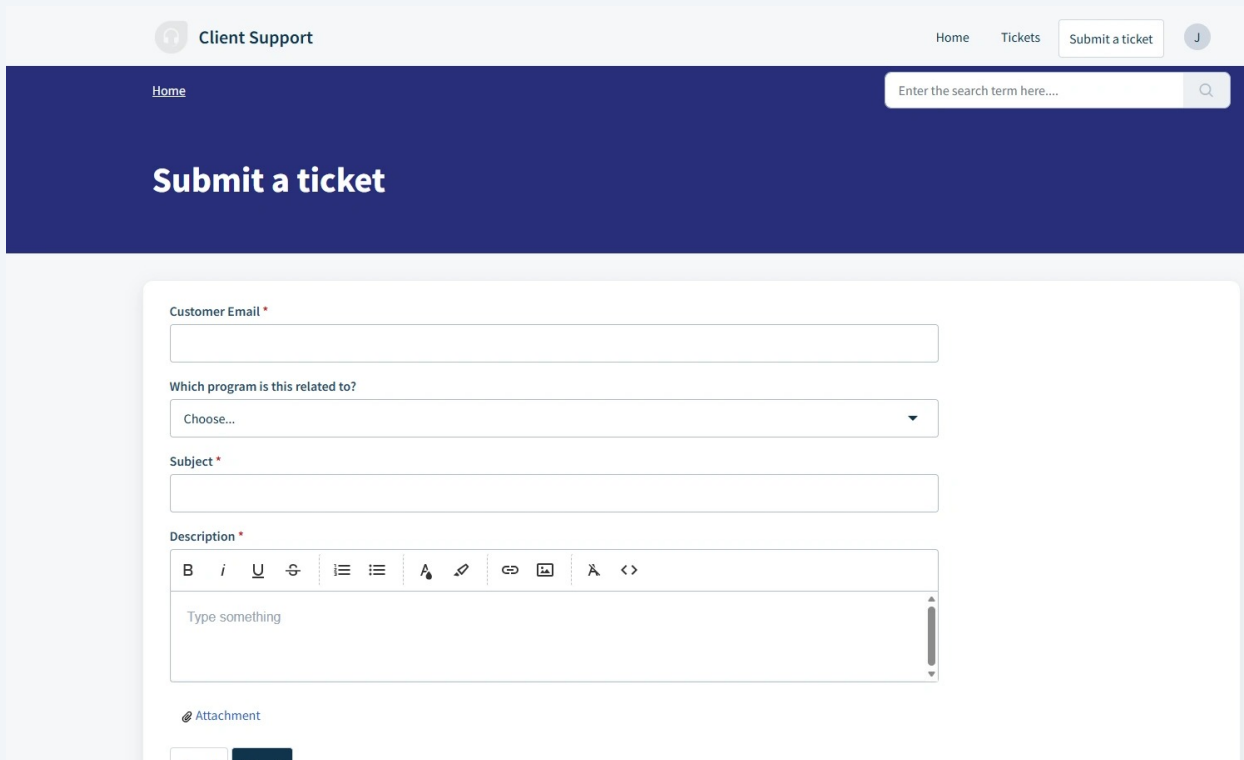 Client Support
Home
Tickets
Submit a ticket
J
Home
Enter the search term here....
Submit a ticket
Customer Email *
Which program is this related to?
Choose...
Subject *
Description *
B i U S A
Type something
Attachment